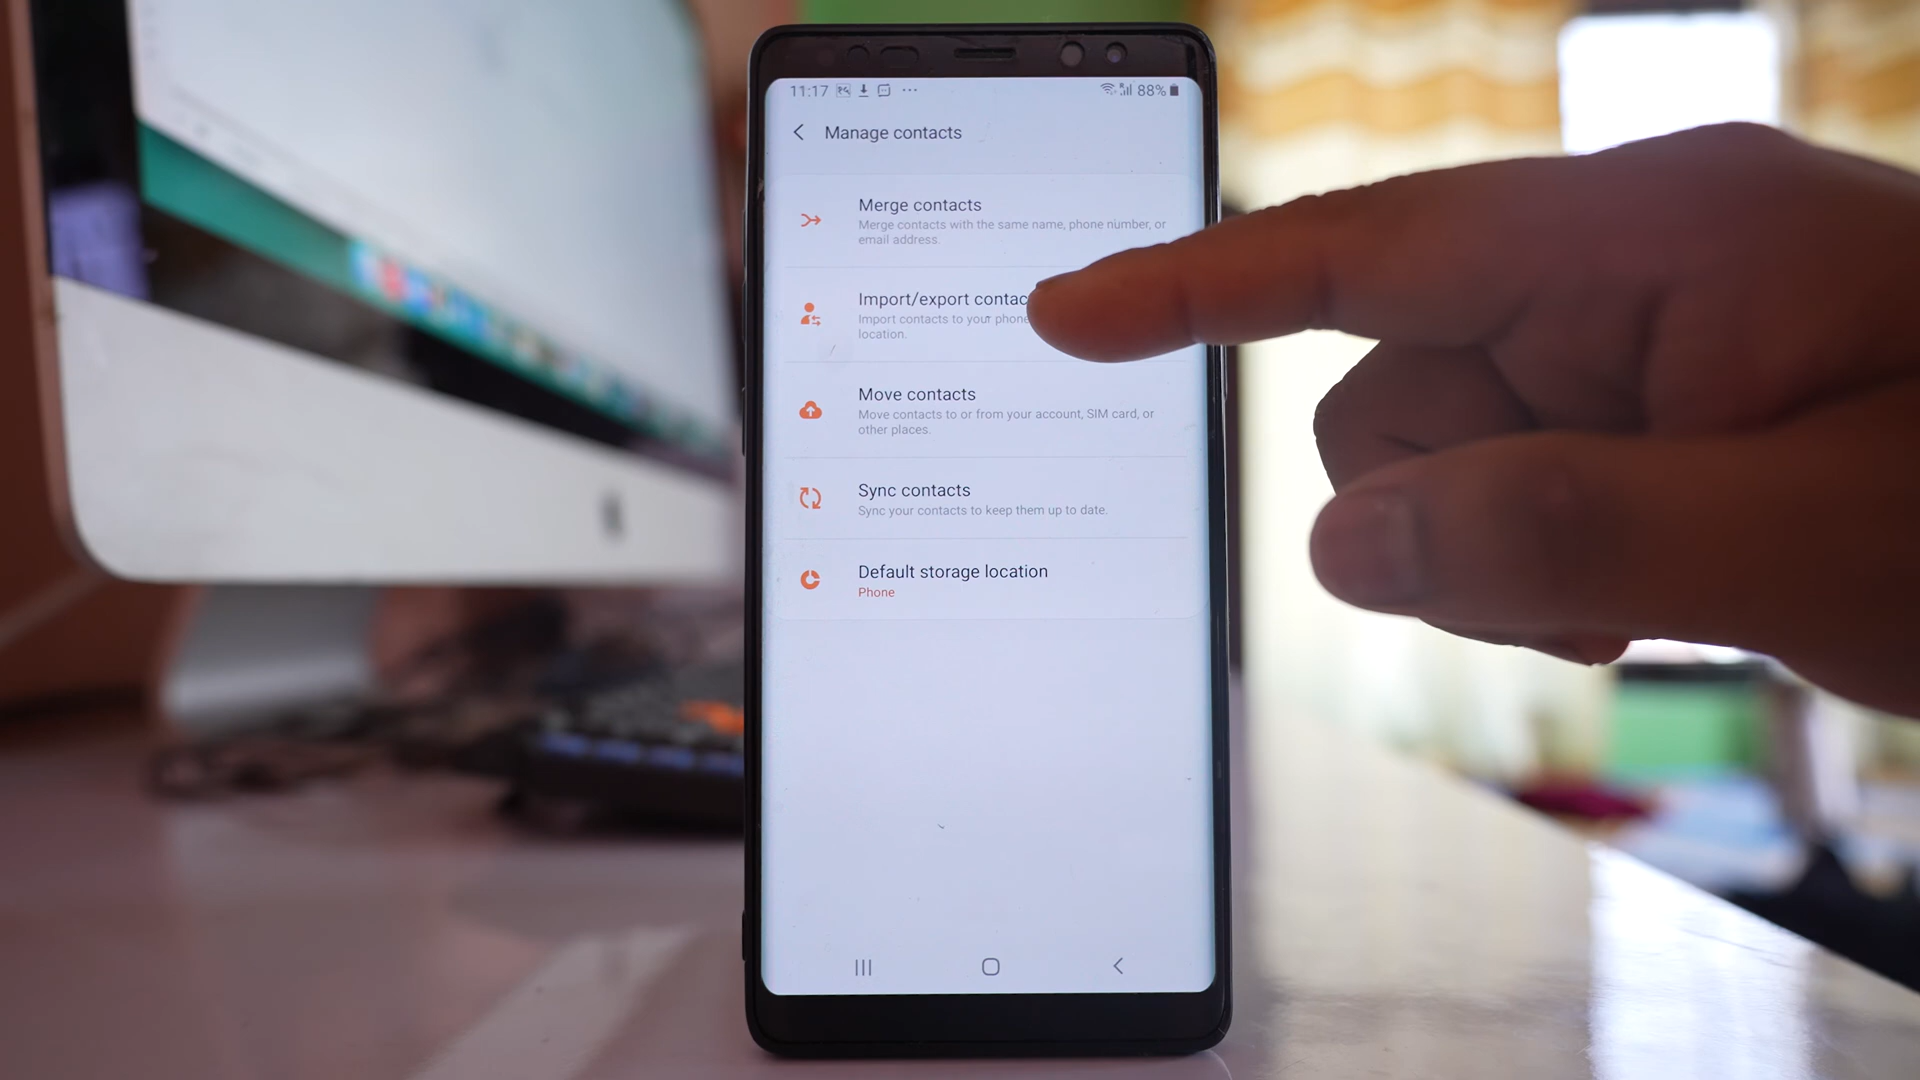 11:17 88%
Manage contacts
Merge contacts
Merge contacts with the same name, phone number, or
email address.
Import/export contac
Import contacts to your phone
location.
Move contacts
Move contacts to or from your account, SIM card, or
other places.
Sync contacts
Sync your contacts to keep them up to date.
Default storage location
Phone